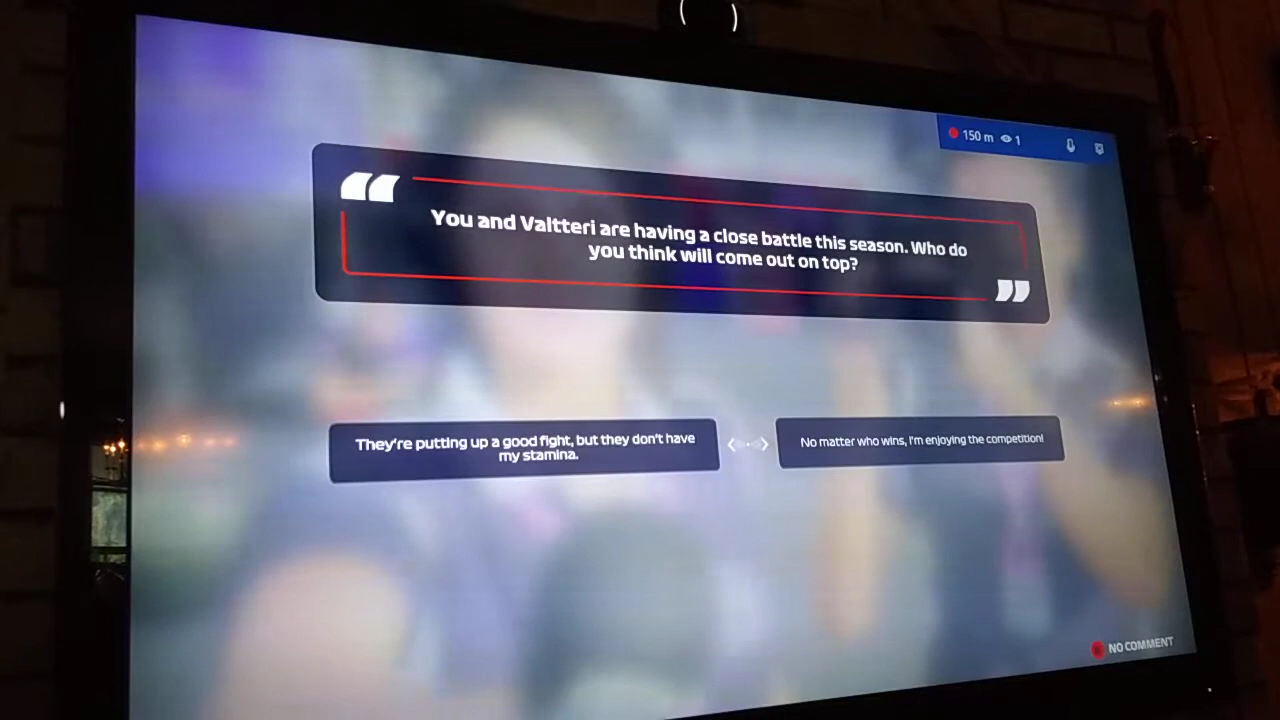 150 m 1
You and Valtteri are having a close battle this season. Who do
you think will come out on top?
They're putting up a good fight, but they don't have
my stamina.
No matter who wins, I'm enjoying the competition!
NO COMMENT